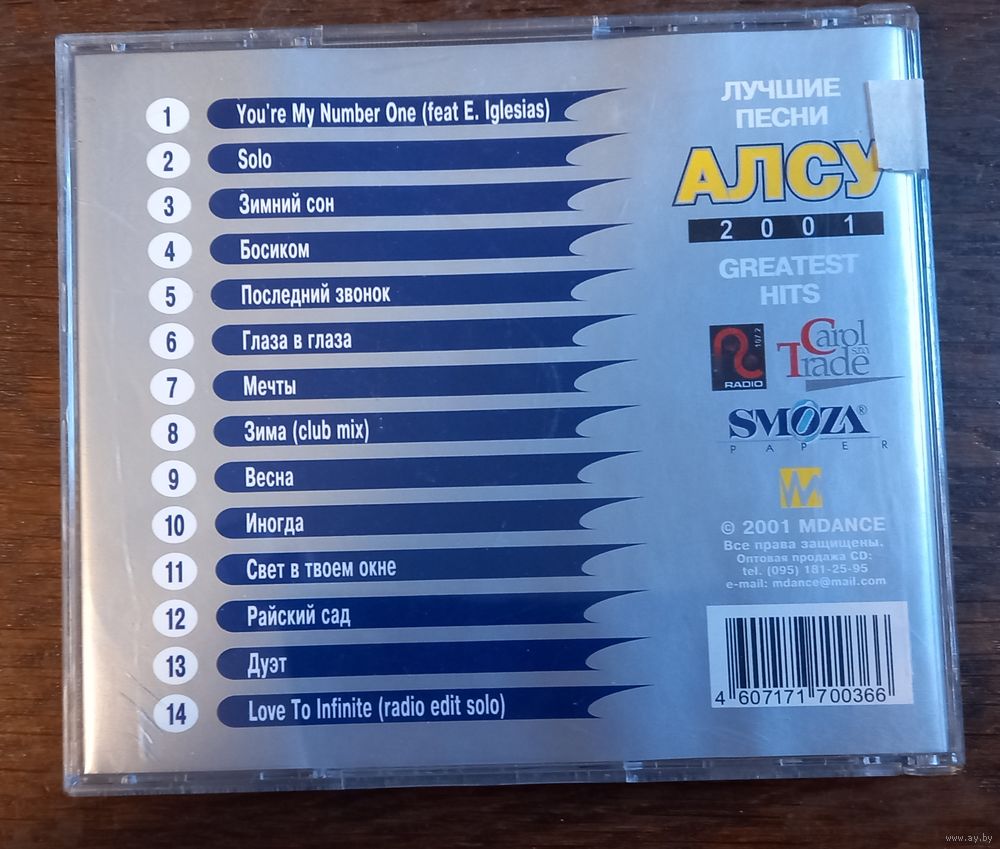 1 You're My Number One (feat E. Iglesias)
2 Solo
3 Зимний сон
4 Босиком
5 Последний звонок
6 Глаза в глаза
7 Мечты
8 Зима (club mix)
9 Весна
10 Иногда
11 Свет в твоем окне
12 Райский сад
13 Дуэт
14 Love To Infinite (radio edit solo)
ЛУЧШИЕ
ПЕСНИ
АЛСУ
2001
GREATEST
HITS
RADIO
Carol
Trade
SMOZA®
PAPER
© 2001 MDANCE
Все права защищены.
Оптовая продажа CD:
tel. (095) 181-25-95
e-mail: mdance@mail.com
4 607171 700366
www.ay.by